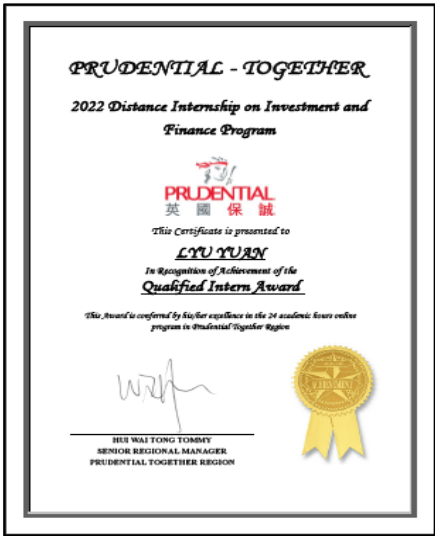 PRUDENTIAL - TOGETHER
2022 Distance Internship on Investment and
Finance Program
PRUDENTIAL
英國保誠
This Certificate is presented to
LYU YUAN
In Recognition of Achievement of the
Qualified Intern Award
This Award is conferred by his/her excellence in the 24 academic hours online
program in Prudential Together Region
ACHIEVEMENT
HUI WAI TONG TOMMY
SENIOR REGIONAL MANAGER
PRUDENTIAL TOGETHER REGION